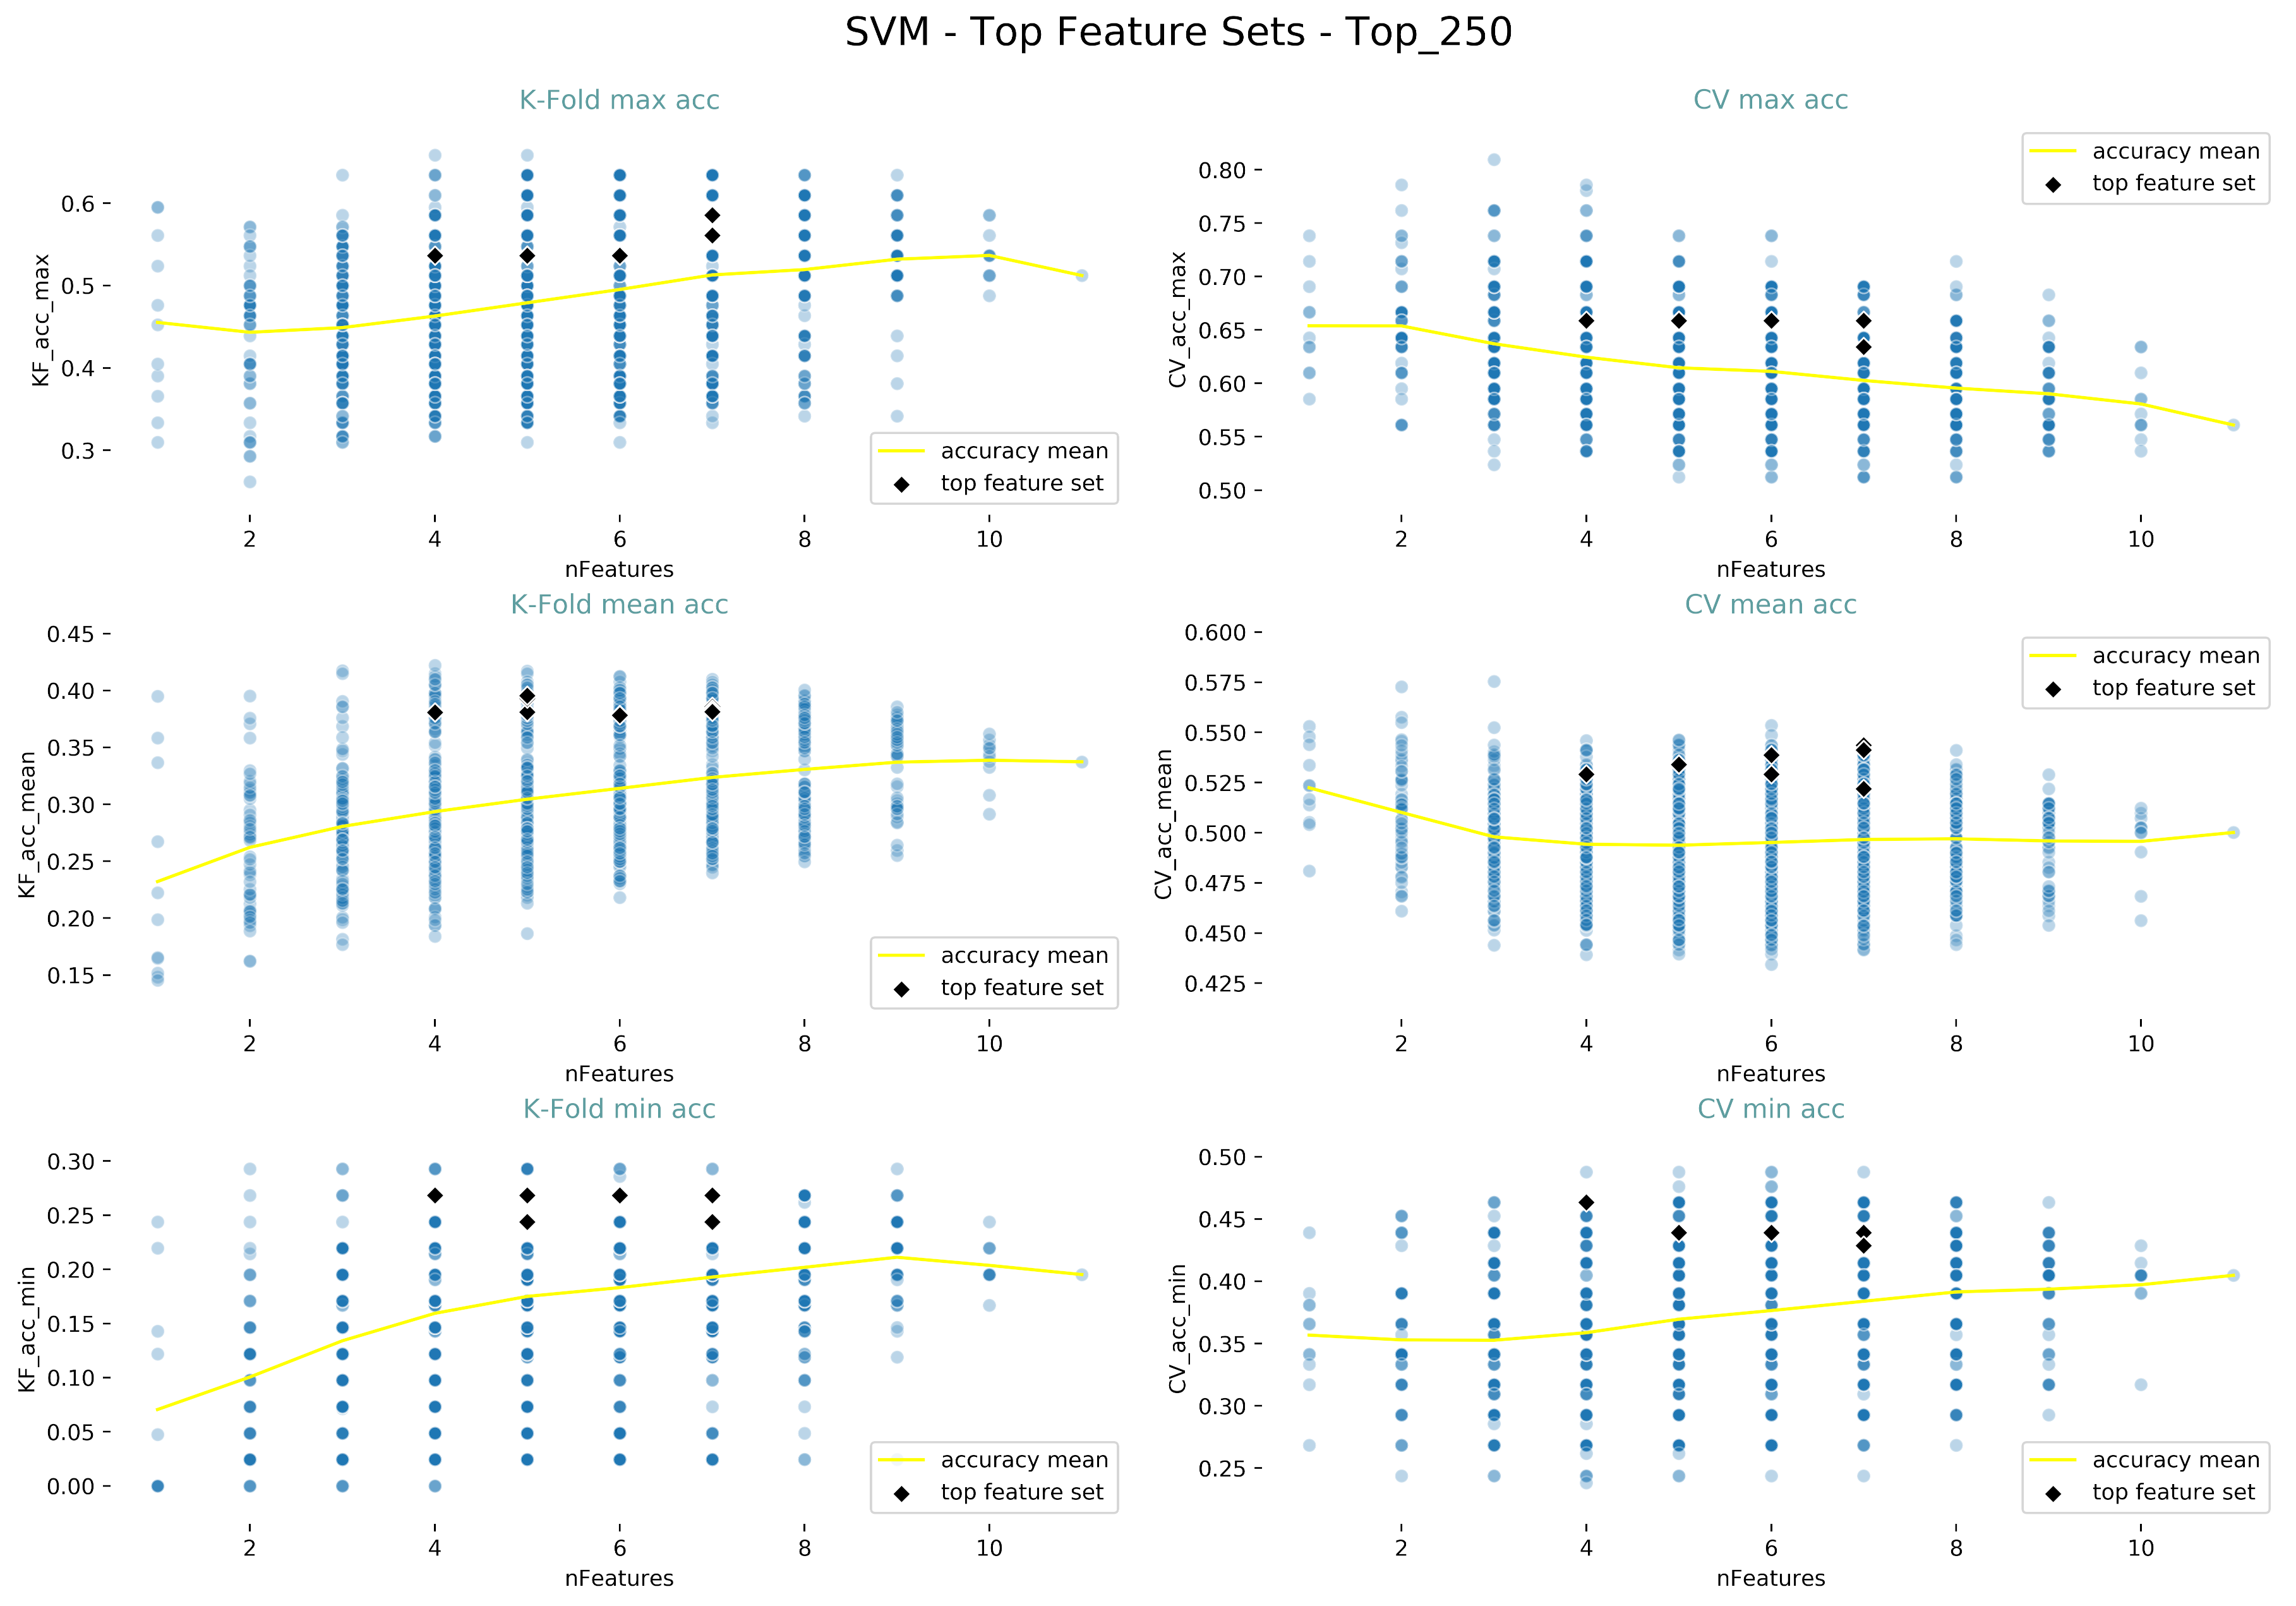 SVM - Top Feature Sets - Top_250
K-Fold max acc
KF_acc_max
0.6
0.5
0.4
0.3
accuracy mean
top feature set
2 4 6 8 10
nFeatures
CV max acc
CV_acc_max
0.80
0.75
0.70
0.65
0.60
0.55
0.50
accuracy mean
top feature set
2 4 6 8 10
nFeatures
K-Fold mean acc
KF_acc_mean
0.45
0.40
0.35
0.30
0.25
0.20
0.15
accuracy mean
top feature set
2 4 6 8 10
nFeatures
CV mean acc
CV_acc_mean
0.600
0.575
0.550
0.525
0.500
0.475
0.450
0.425
accuracy mean
top feature set
2 4 6 8 10
nFeatures
K-Fold min acc
KF_acc_min
0.30
0.25
0.20
0.15
0.10
0.05
0.00
accuracy mean
top feature set
2 4 6 8 10
nFeatures
CV min acc
CV_acc_min
0.50
0.45
0.40
0.35
0.30
0.25
accuracy mean
top feature set
2 4 6 8 10
nFeatures